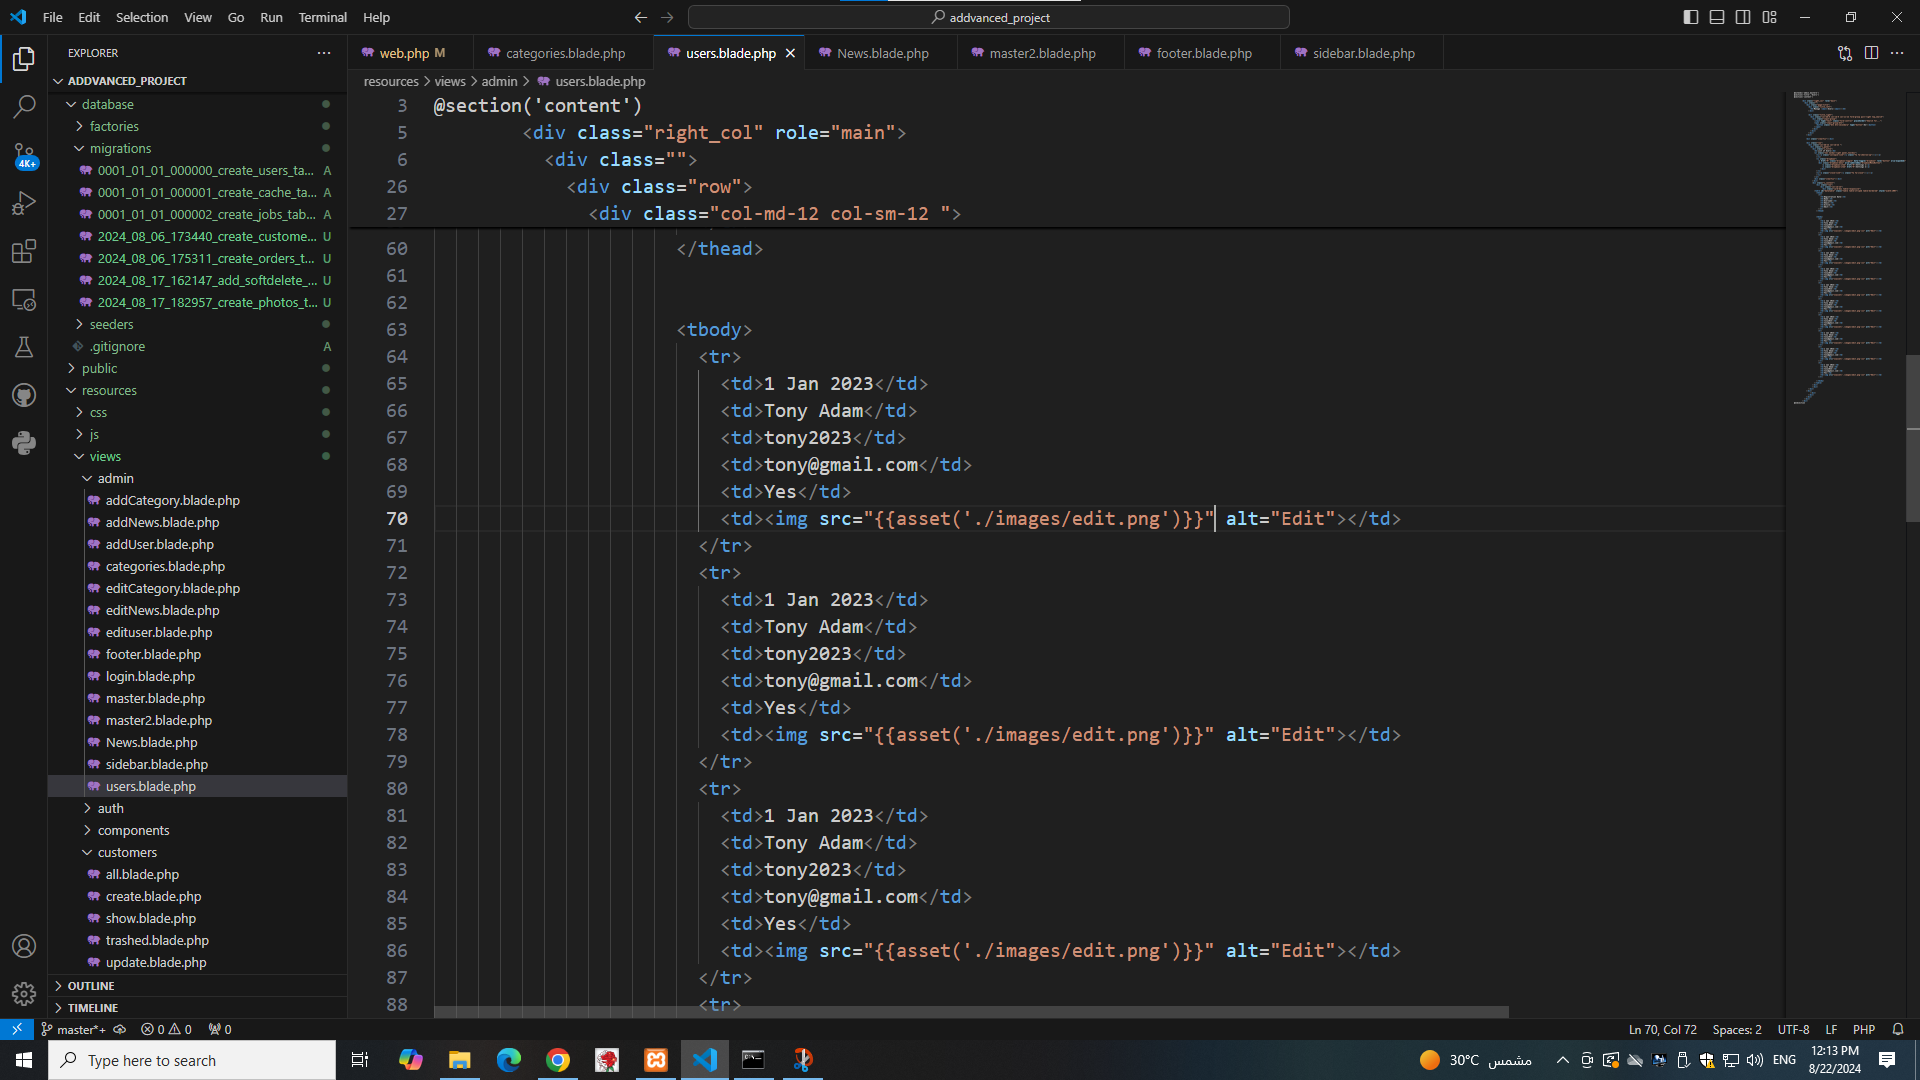 File Edit Selection View Go Run Terminal Help
addvanced_project
EXPLORER
ADDVANCED_PROJECT
database
factories
migrations
0001_01_01_000000_create_users_ta... A
0001_01_01_000001_create_cache_ta... A
0001_01_01_000002_create_jobs_tab... A
2024_08_06_173440_create_custome... U
2024_08_06_175311_create_orders_t... U
2024_08_17_162147_add_softdelete_... U
2024_08_17_182957_create_photos_t... U
seeders
.gitignore A
public
resources
css
js
views
admin
addCategory.blade.php
addNews.blade.php
addUser.blade.php
categories.blade.php
editCategory.blade.php
editNews.blade.php
edituser.blade.php
footer.blade.php
login.blade.php
master.blade.php
master2.blade.php
News.blade.php
sidebar.blade.php
users.blade.php
auth
components
customers
all.blade.php
create.blade.php
show.blade.php
trashed.blade.php
update.blade.php
OUTLINE
TIMELINE
4K+
web.php M categories.blade.php users.blade.php News.blade.php master2.blade.php footer.blade.php sidebar.blade.php
resources > views > admin > users.blade.php
3 @section('content')
5 <div class="right_col" role="main">
6 <div class="">
26 <div class="row">
27 <div class="col-md-12 col-sm-12 ">
60 </thead>
61
62
63 <tbody>
64 <tr>
65 <td>1 Jan 2023</td>
66 <td>Tony Adam</td>
67 <td>tony2023</td>
68 <td>tony@gmail.com</td>
69 <td>Yes</td>
70 <td><img src="{{asset('./images/edit.png')}}" alt="Edit"></td>
71 </tr>
72 <tr>
73 <td>1 Jan 2023</td>
74 <td>Tony Adam</td>
75 <td>tony2023</td>
76 <td>tony@gmail.com</td>
77 <td>Yes</td>
78 <td><img src="{{asset('./images/edit.png')}}" alt="Edit"></td>
79 </tr>
80 <tr>
81 <td>1 Jan 2023</td>
82 <td>Tony Adam</td>
83 <td>tony2023</td>
84 <td>tony@gmail.com</td>
85 <td>Yes</td>
86 <td><img src="{{asset('./images/edit.png')}}" alt="Edit"></td>
87 </tr>
88 <tr>
master*+ 0 0 0 Ln 70, Col 72 Spaces: 2 UTF-8 LF PHP
Type here to search 30°C مشمس ENG 12:13 PM
8/22/2024